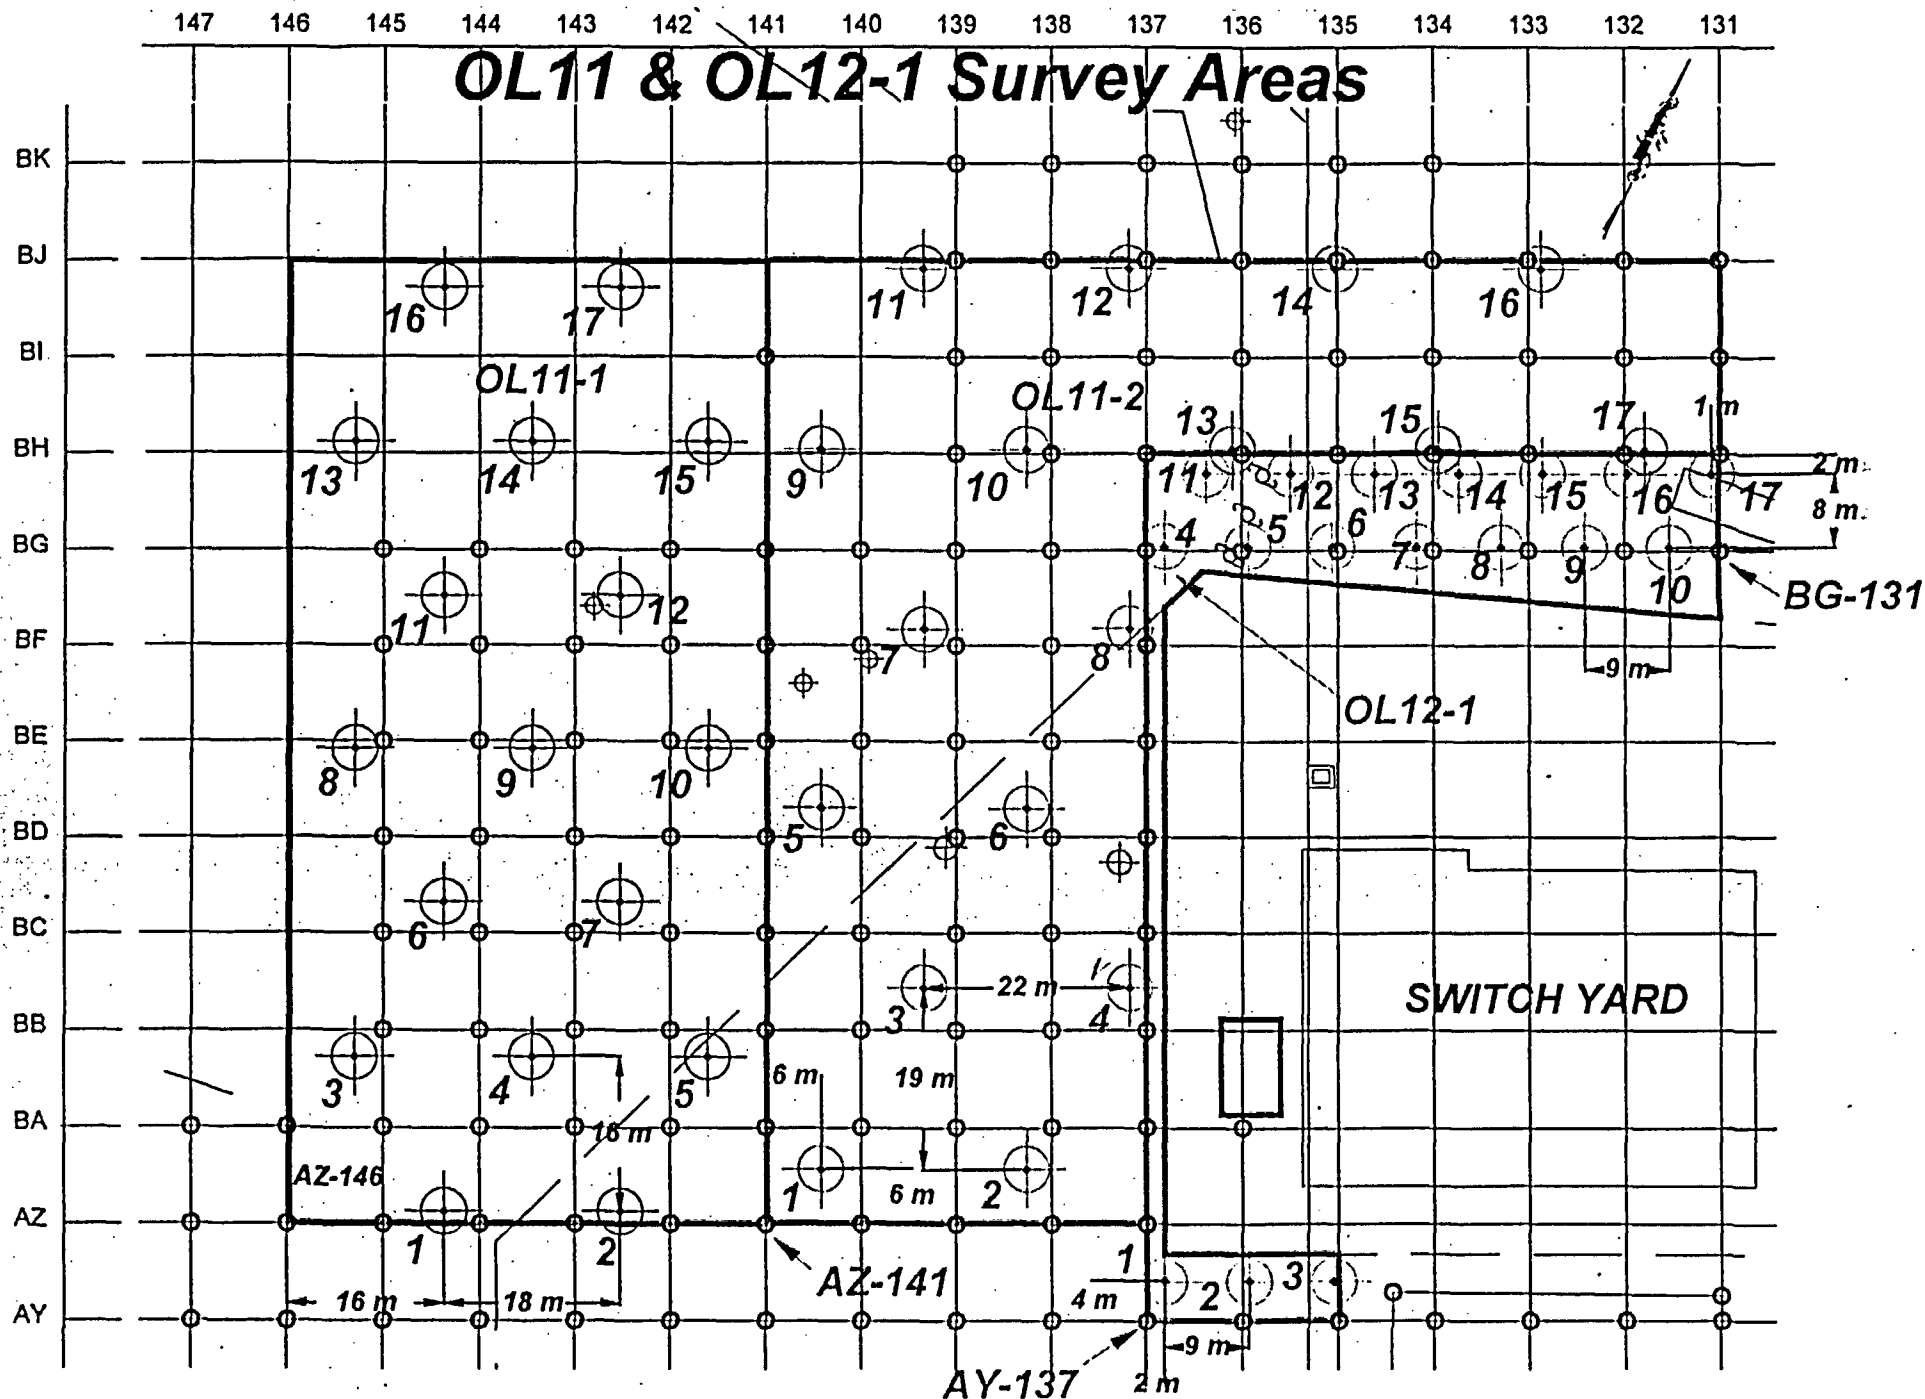 147 146 145 144 143 142 141 140 139 138 137 136 135 134 133 132 131
OL11 & OL12-1 Survey Areas
BK
BJ
16 17 11 12 14 16
BI
OL11-1 OL11-2
13 15 17 1 m
BH
13 14 15 9 10 11 12 13 14 15 16 17 2 m
8 m
BG
4 5 6 7 8 9 10
BG-131
11 12
BF
7 8
9 m
OL12-1
BE
8 9 10
BD
5 6
BC
6 7
22 m
SWITCH YARD
BB
3 4
3 4 5
6 m 19 m
BA
16 m
AZ-146
1 6 m 2
AZ
1 2
AZ-141
1 2 3
16 m 18 m 4 m
AY
9 m
AY-137 2 m